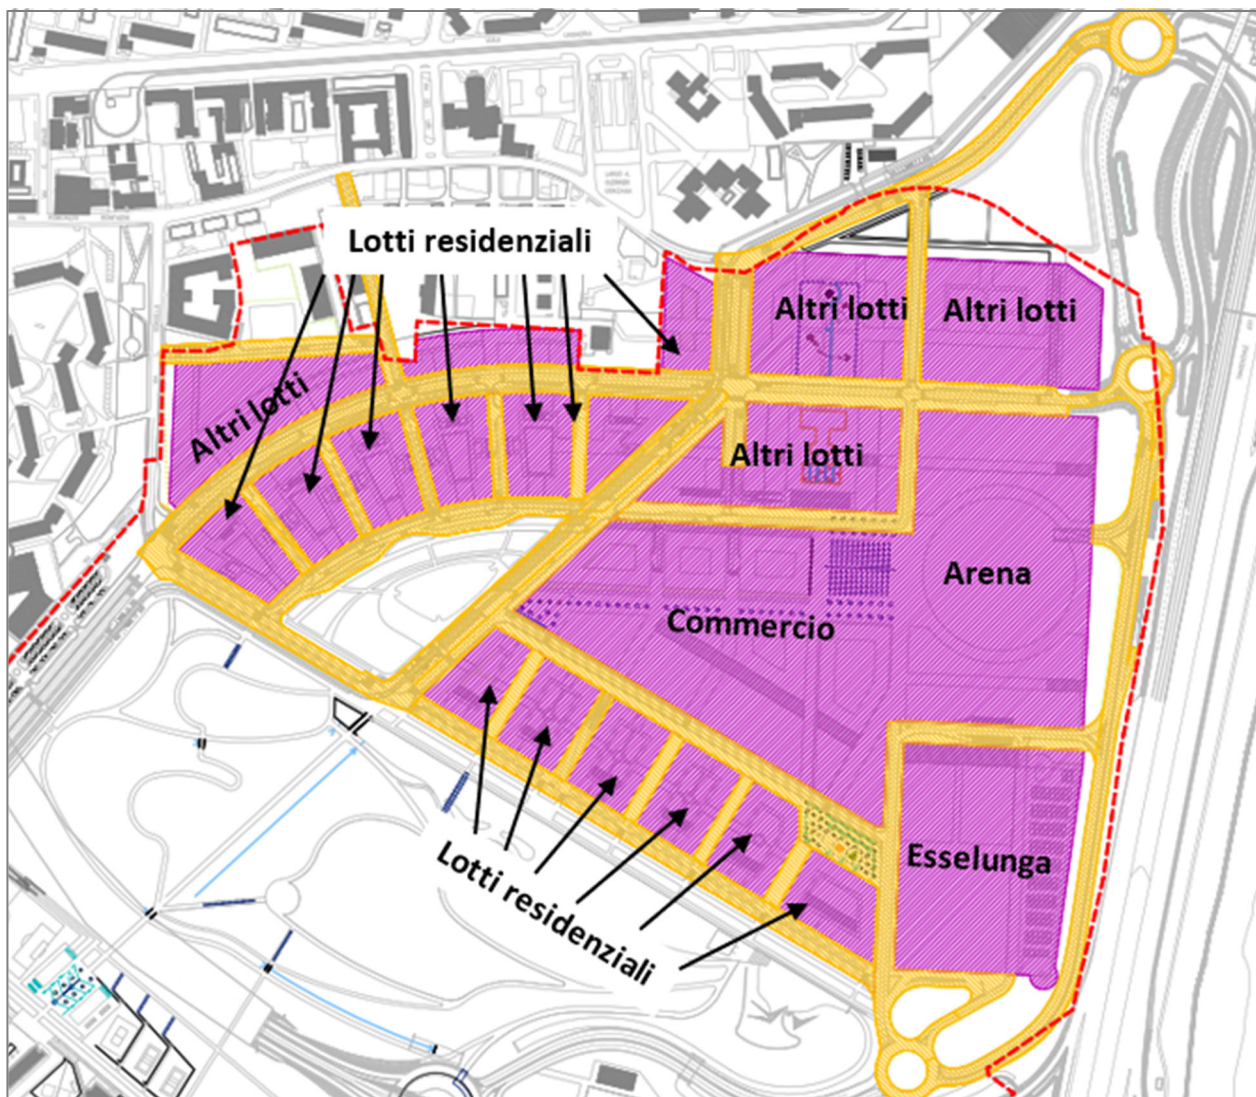 Lotti residenziali
Altri lotti
Altri lotti
Altri lotti
Altri lotti
Arena
Commercio
Esselunga
Lotti residenziali